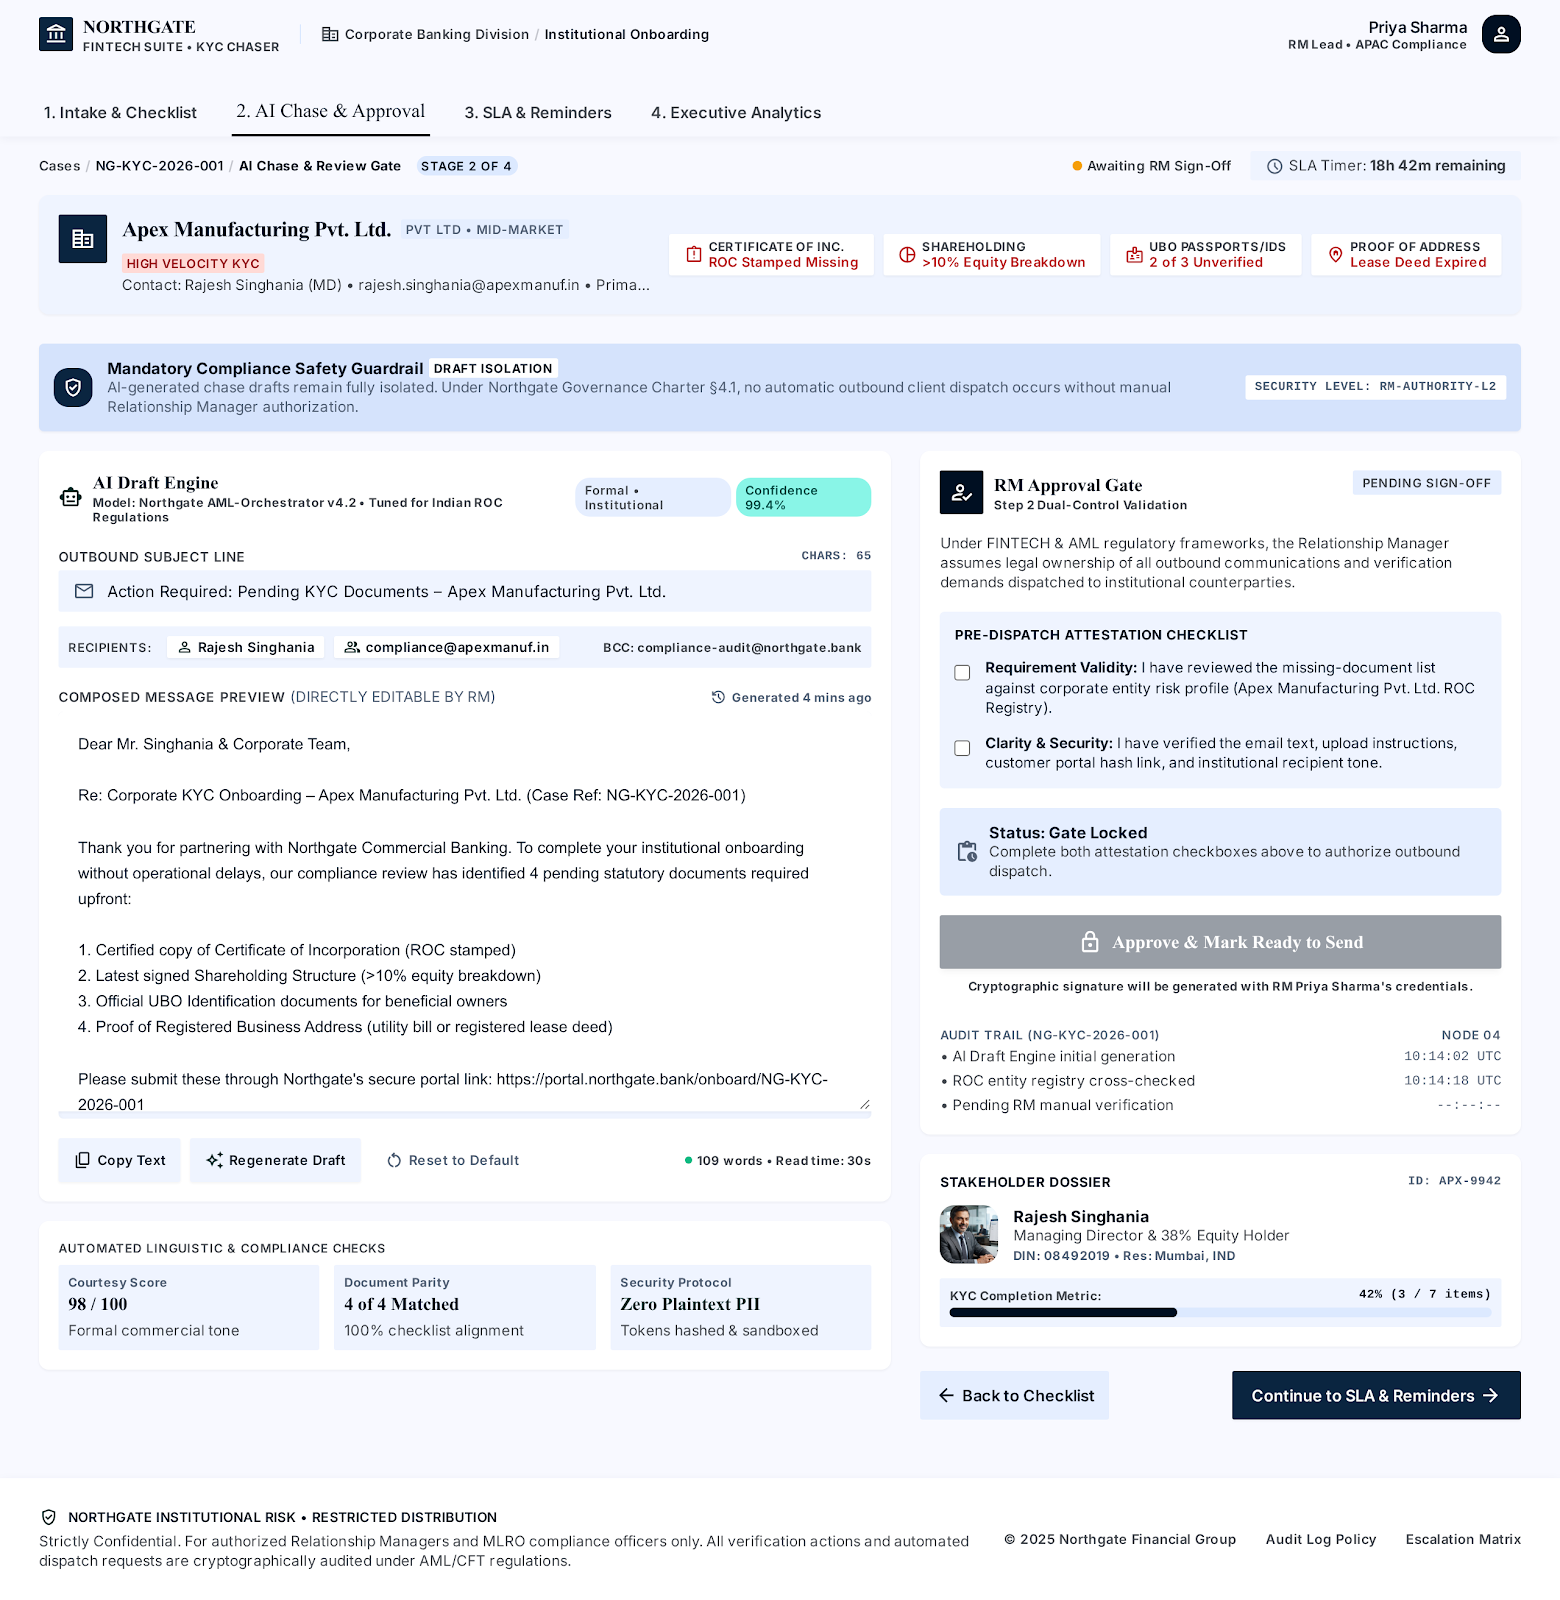 NORTHGATE
FINTECH SUITE • KYC CHASER
Corporate Banking Division / Institutional Onboarding
Priya Sharma
RM Lead • APAC Compliance
1. Intake & Checklist
2. AI Chase & Approval
3. SLA & Reminders
4. Executive Analytics
Cases / NG-KYC-2026-001 / AI Chase & Review Gate
STAGE 2 OF 4
Awaiting RM Sign-Off
SLA Timer: 18h 42m remaining
Apex Manufacturing Pvt. Ltd.
PVT LTD • MID-MARKET
HIGH VELOCITY KYC
Contact: Rajesh Singhania (MD) • rajesh.singhania@apexmanuf.in • Prima...
CERTIFICATE OF INC.
ROC Stamped Missing
SHAREHOLDING
>10% Equity Breakdown
UBO PASSPORTS/IDS
2 of 3 Unverified
PROOF OF ADDRESS
Lease Deed Expired
Mandatory Compliance Safety Guardrail
DRAFT ISOLATION
AI-generated chase drafts remain fully isolated. Under Northgate Governance Charter §4.1, no automatic outbound client dispatch occurs without manual
Relationship Manager authorization.
SECURITY LEVEL: RM-AUTHORITY-L2
AI Draft Engine
Model: Northgate AML-Orchestrator v4.2 • Tuned for Indian ROC
Regulations
Formal •
Institutional
Confidence
99.4%
OUTBOUND SUBJECT LINE
CHARS: 65
Action Required: Pending KYC Documents – Apex Manufacturing Pvt. Ltd.
RECIPIENTS:
Rajesh Singhania
compliance@apexmanuf.in
BCC: compliance-audit@northgate.bank
COMPOSED MESSAGE PREVIEW (DIRECTLY EDITABLE BY RM)
Generated 4 mins ago
Dear Mr. Singhania & Corporate Team,
Re: Corporate KYC Onboarding – Apex Manufacturing Pvt. Ltd. (Case Ref: NG-KYC-2026-001)
Thank you for partnering with Northgate Commercial Banking. To complete your institutional onboarding
without operational delays, our compliance review has identified 4 pending statutory documents required
upfront:
1. Certified copy of Certificate of Incorporation (ROC stamped)
2. Latest signed Shareholding Structure (>10% equity breakdown)
3. Official UBO Identification documents for beneficial owners
4. Proof of Registered Business Address (utility bill or registered lease deed)
Please submit these through Northgate's secure portal link: https://portal.northgate.bank/onboard/NG-KYC-
2026-001
Copy Text
Regenerate Draft
Reset to Default
109 words • Read time: 30s
AUTOMATED LINGUISTIC & COMPLIANCE CHECKS
Courtesy Score
98 / 100
Formal commercial tone
Document Parity
4 of 4 Matched
100% checklist alignment
Security Protocol
Zero Plaintext PII
Tokens hashed & sandboxed
RM Approval Gate
Step 2 Dual-Control Validation
PENDING SIGN-OFF
Under FINTECH & AML regulatory frameworks, the Relationship Manager
assumes legal ownership of all outbound communications and verification
demands dispatched to institutional counterparties.
PRE-DISPATCH ATTESTATION CHECKLIST
Requirement Validity: I have reviewed the missing-document list
against corporate entity risk profile (Apex Manufacturing Pvt. Ltd. ROC
Registry).
Clarity & Security: I have verified the email text, upload instructions,
customer portal hash link, and institutional recipient tone.
Status: Gate Locked
Complete both attestation checkboxes above to authorize outbound
dispatch.
Approve & Mark Ready to Send
Cryptographic signature will be generated with RM Priya Sharma's credentials.
AUDIT TRAIL (NG-KYC-2026-001)
NODE 04
• AI Draft Engine initial generation
10:14:02 UTC
• ROC entity registry cross-checked
10:14:18 UTC
• Pending RM manual verification
--:--:--
STAKEHOLDER DOSSIER
ID: APX-9942
Rajesh Singhania
Managing Director & 38% Equity Holder
DIN: 08492019 • Res: Mumbai, IND
KYC Completion Metric:
42% (3 / 7 items)
Back to Checklist
Continue to SLA & Reminders
NORTHGATE INSTITUTIONAL RISK • RESTRICTED DISTRIBUTION
Strictly Confidential. For authorized Relationship Managers and MLRO compliance officers only. All verification actions and automated
dispatch requests are cryptographically audited under AML/CFT regulations.
© 2025 Northgate Financial Group
Audit Log Policy
Escalation Matrix